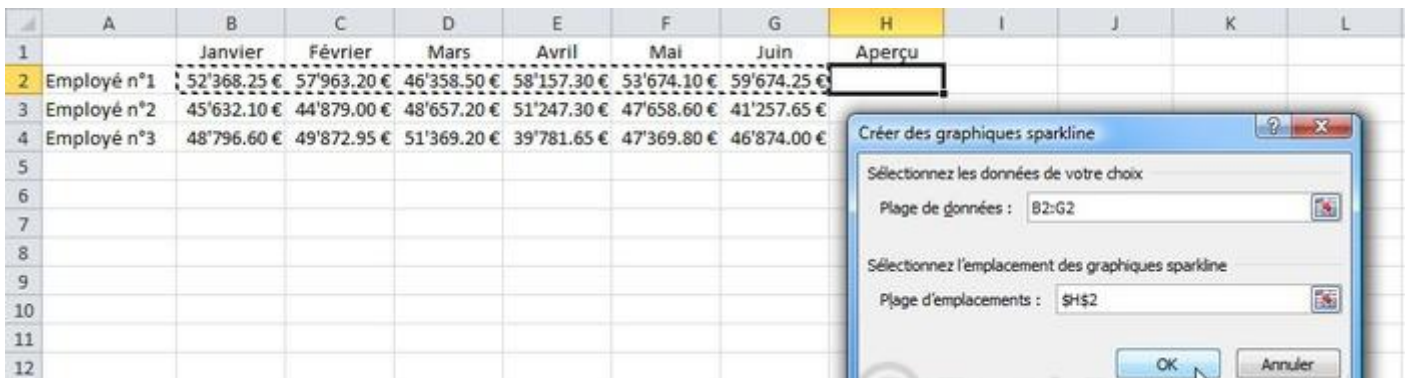 A B C D E F G H I J K L
1 Janvier Février Mars Avril Mai Juin Aperçu
2 Employé n°1 52'368.25 € 57'963.20 € 46'358.50 € 58'157.30 € 53'674.10 € 59'674.25 €
3 Employé n°2 45'632.10 € 44'879.00 € 48'657.20 € 51'247.30 € 47'658.60 € 41'257.65 €
4 Employé n°3 48'796.60 € 49'872.95 € 51'369.20 € 39'781.65 € 47'369.80 € 46'874.00 €
5
6
7
8
9
10
11
12
Créer des graphiques sparkline ? X
Sélectionnez les données de votre choix
Plage de données : B2:G2
Sélectionnez l'emplacement des graphiques sparkline
Plage d'emplacements : $H$2
OK Annuler